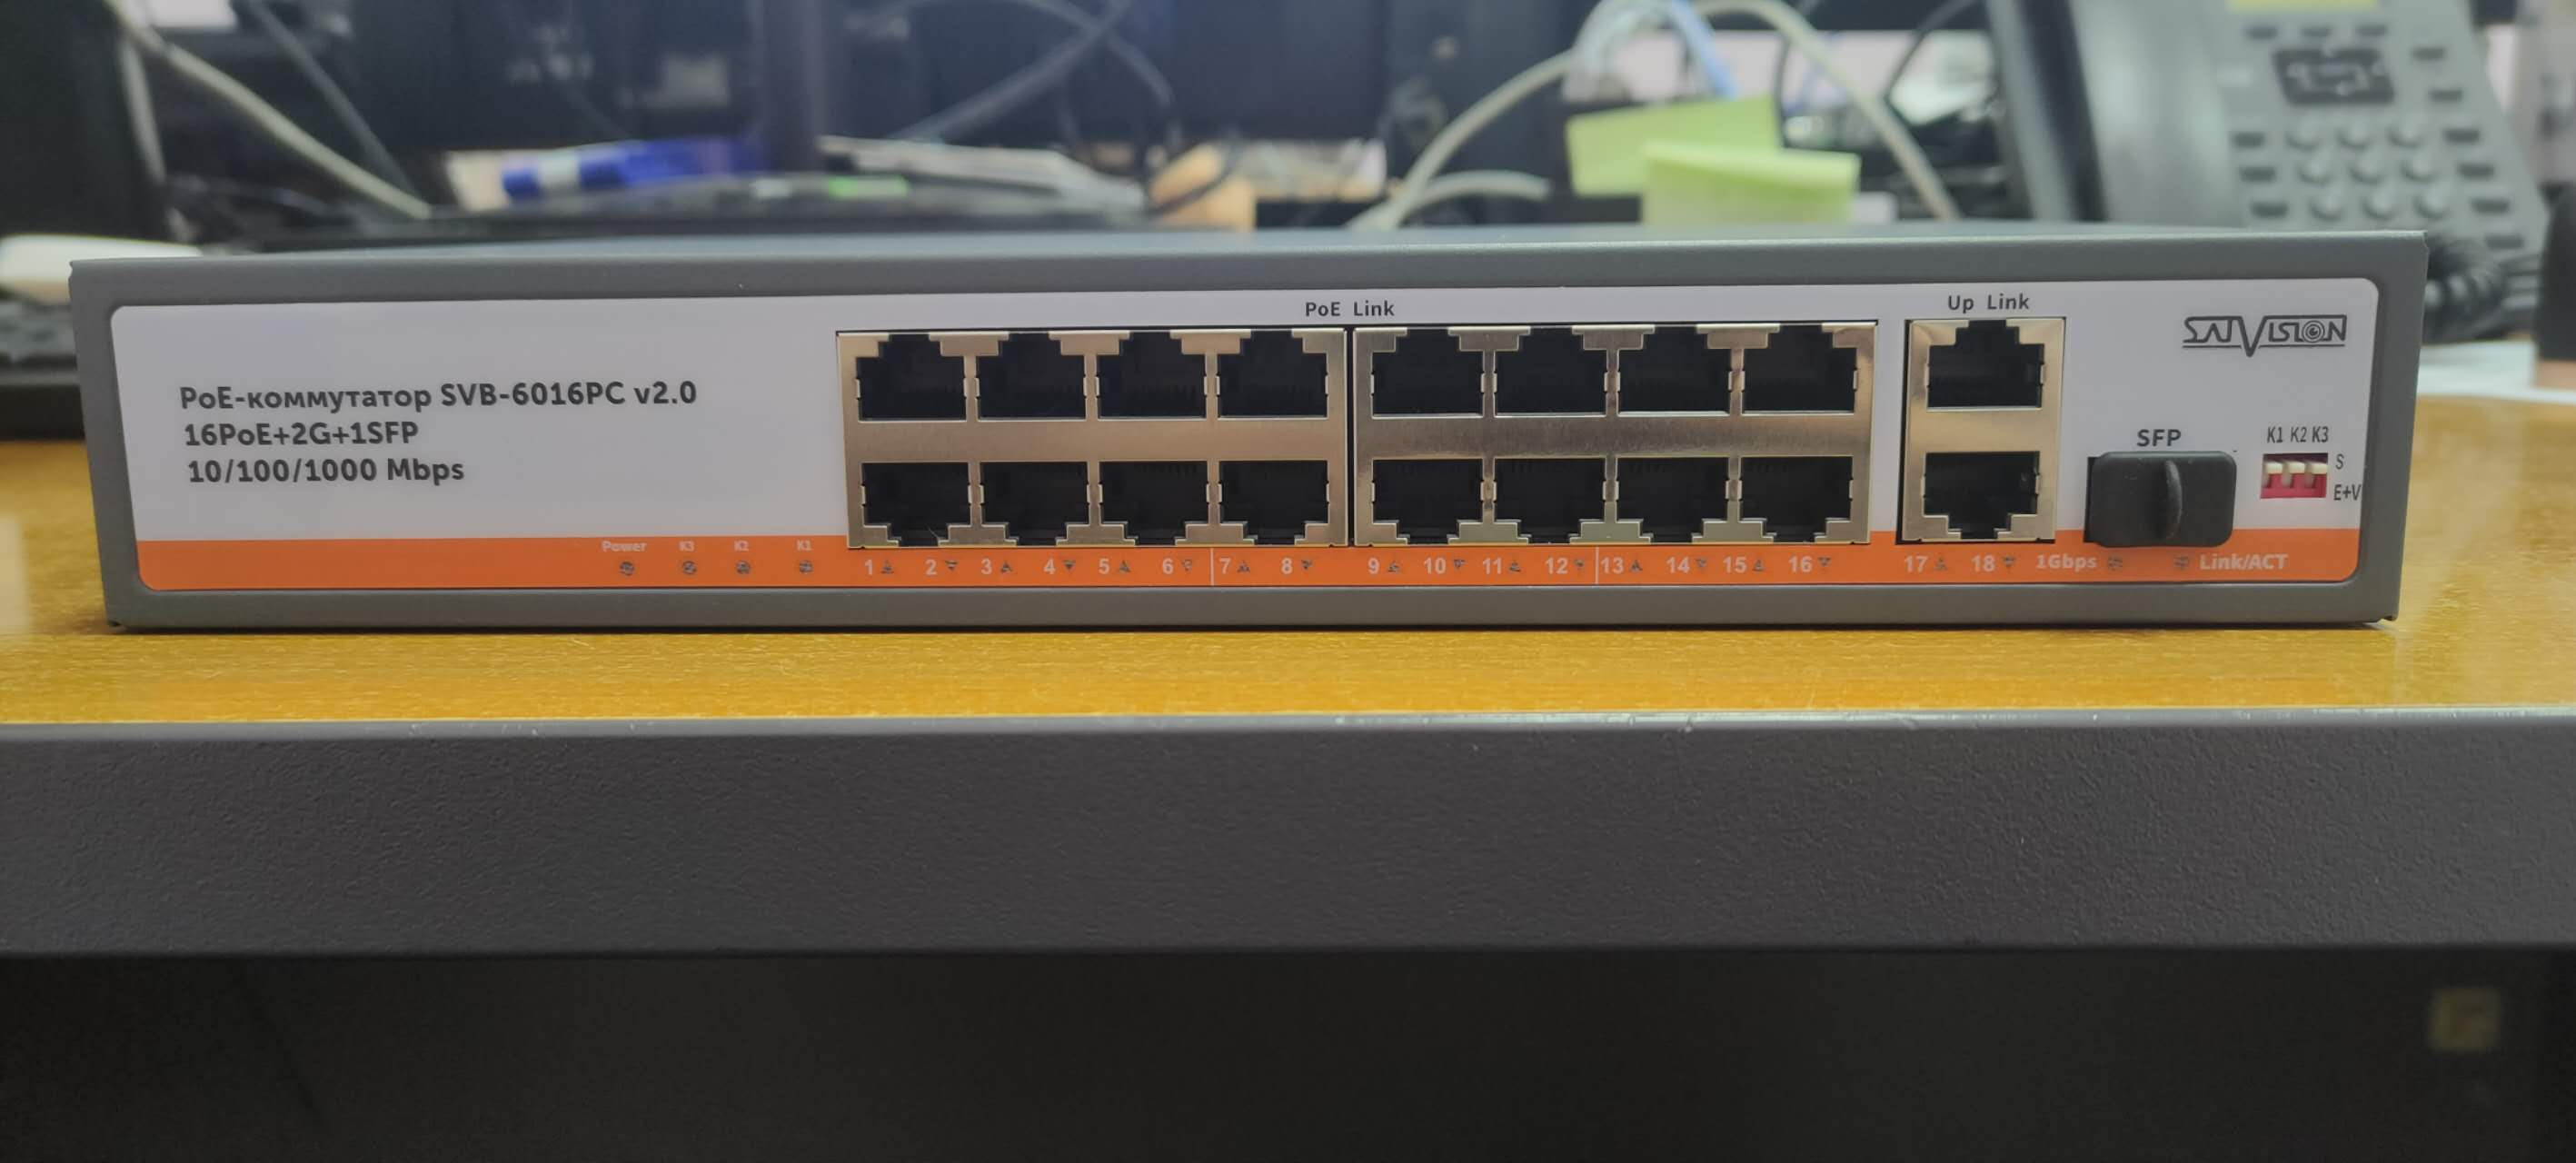 PoE Link
Up Link
SATVISION
PoE-коммутатор SVB-6016PC v2.0
16PoE+2G+1SFP
10/100/1000 Mbps
SFP
K1 K2 K3
S
E+V
Power K3 K2 K1
1 2 3 4 5 6 7 8 9 10 11 12 13 14 15 16 17 18 1Gbps Link/ACT